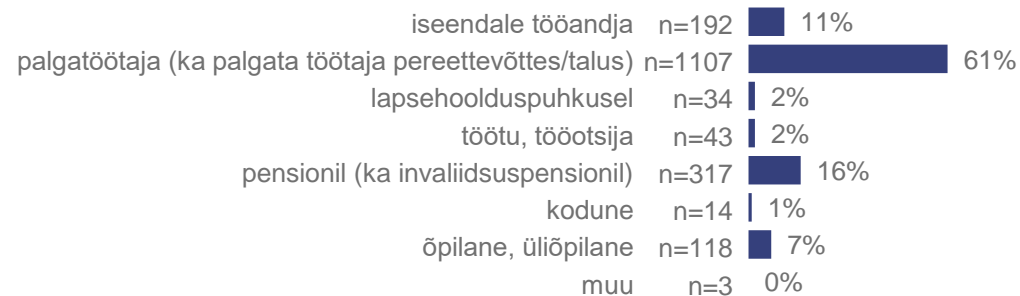 iseendale tööandja n=192 11%
palgatöötaja (ka palgata töötaja pereettevõttes/talus) n=1107 61%
lapsehoolduspuhkusel n=34 2%
töötu, tööotsija n=43 2%
pensionil (ka invaliidsuspensionil) n=317 16%
kodune n=14 1%
õpilane, üliõpilane n=118 7%
muu n=3 0%